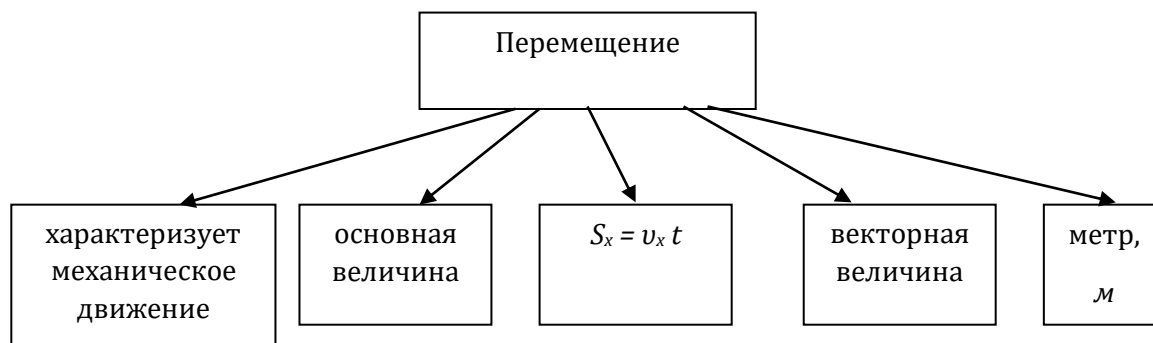 Перемещение
характеризует
механическое
движение
основная
величина
Sₓ = υₓ t
векторная
величина
метр,
м